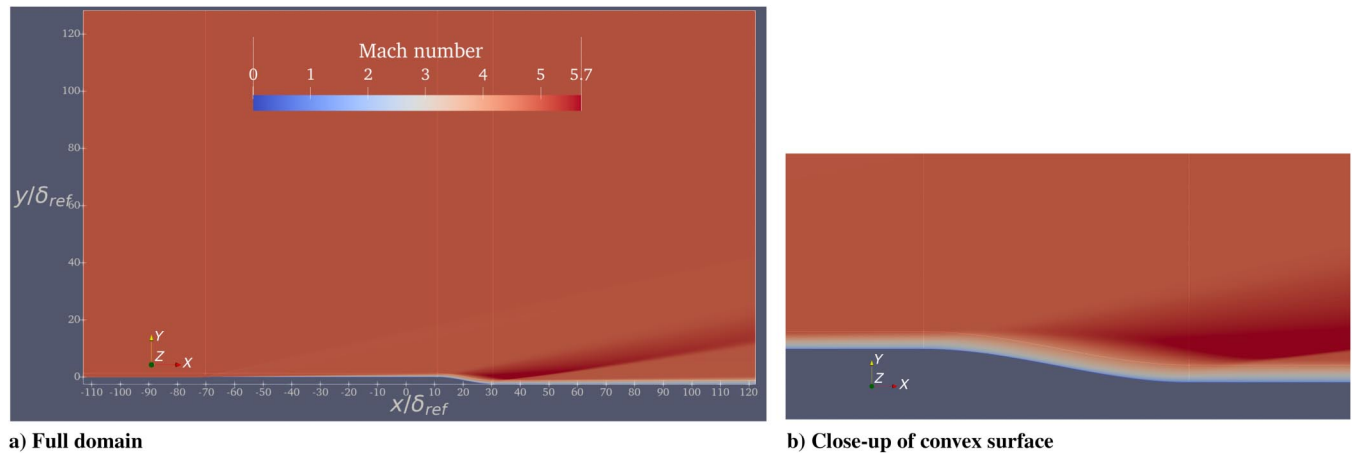 120
100
80
y/δref
60
40
20
0
Mach number
0 1 2 3 4 5 5.7
Y
Z X
-110 -100 -90 -80 -70 -60 -50 -40 -30 -20 -10 0 10 20 30 40 50 60 70 80 90 100 110 120
x/δref
a) Full domain
Y
Z X
b) Close-up of convex surface